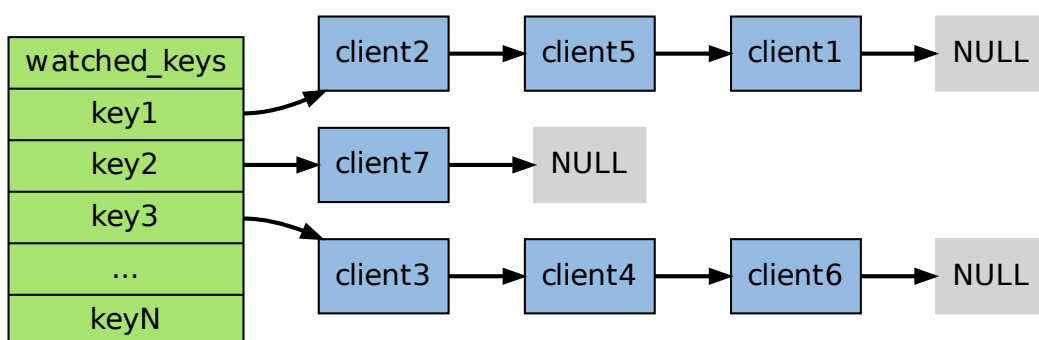 watched_keys
key1
key2
key3
...
keyN
client2 client5 client1 NULL
client7 NULL
client3 client4 client6 NULL